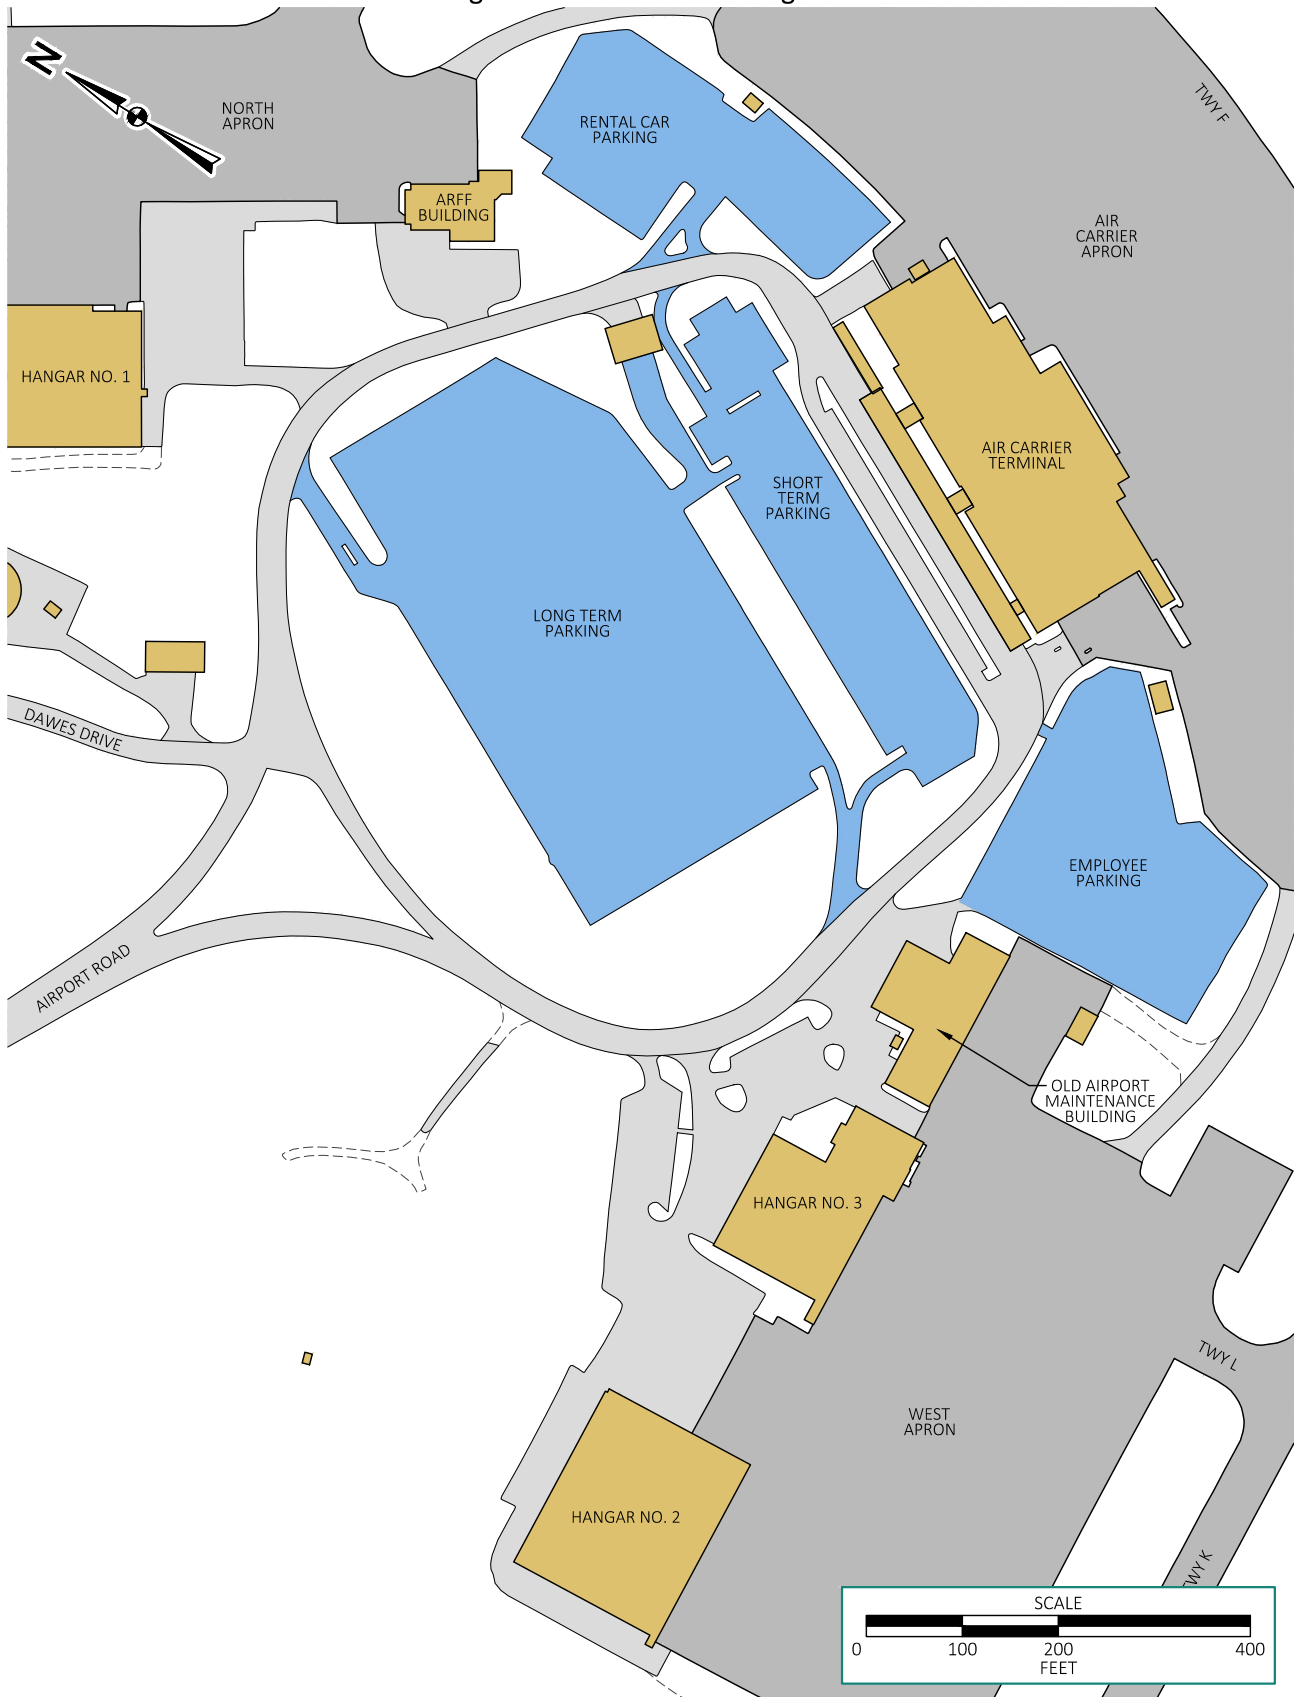 N
NORTH
APRON
RENTAL CAR
PARKING
TWY F
ARFF
BUILDING
AIR
CARRIER
APRON
HANGAR NO. 1
AIR CARRIER
TERMINAL
SHORT
TERM
PARKING
LONG TERM
PARKING
DAWES DRIVE
EMPLOYEE
PARKING
AIRPORT ROAD
OLD AIRPORT
MAINTENANCE
BUILDING
HANGAR NO. 3
TWY L
WEST
APRON
HANGAR NO. 2
TWY K
SCALE
0 100 200 400
FEET